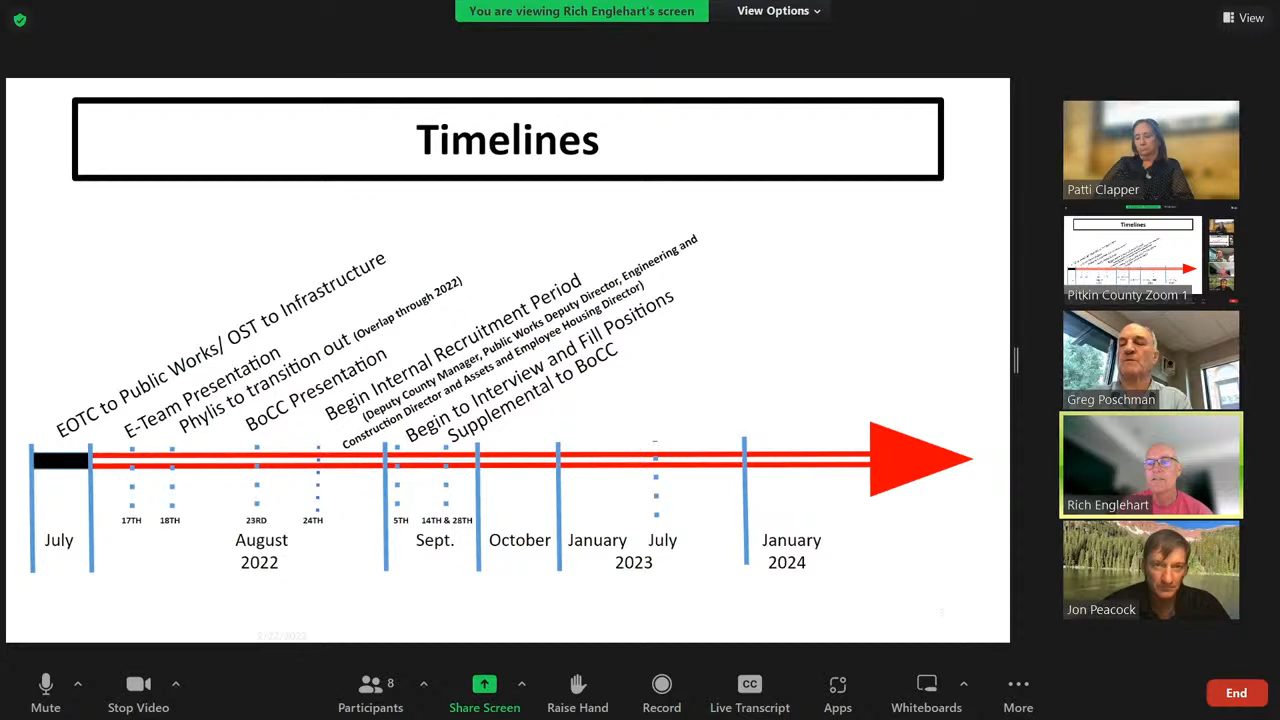 You are viewing Rich Englehart's screen
View Options
View
Timelines
EOTC to Public Works/ OST to Infrastructure
E-Team Presentation
Phylis to transition out (Overlap through 2022)
BoCC Presentation
Begin Internal Recruitment Period
(Deputy County Manager, Public Works Deputy Director, Engineering and
Construction Director and Assets and Employee Housing Director)
Begin to Interview and Fill Positions
Supplemental to BoCC
17TH
18TH
23RD
24TH
5TH
14TH & 28TH
July
August
2022
Sept.
October
January
July
2023
January
2024
2/22/2023
Patti Clapper
Timelines
Pitkin County Zoom 1
Greg Poschman
Rich Englehart
Jon Peacock
Mute
Stop Video
8
Participants
Share Screen
Raise Hand
Record
CC
Live Transcript
Apps
Whiteboards
More
End